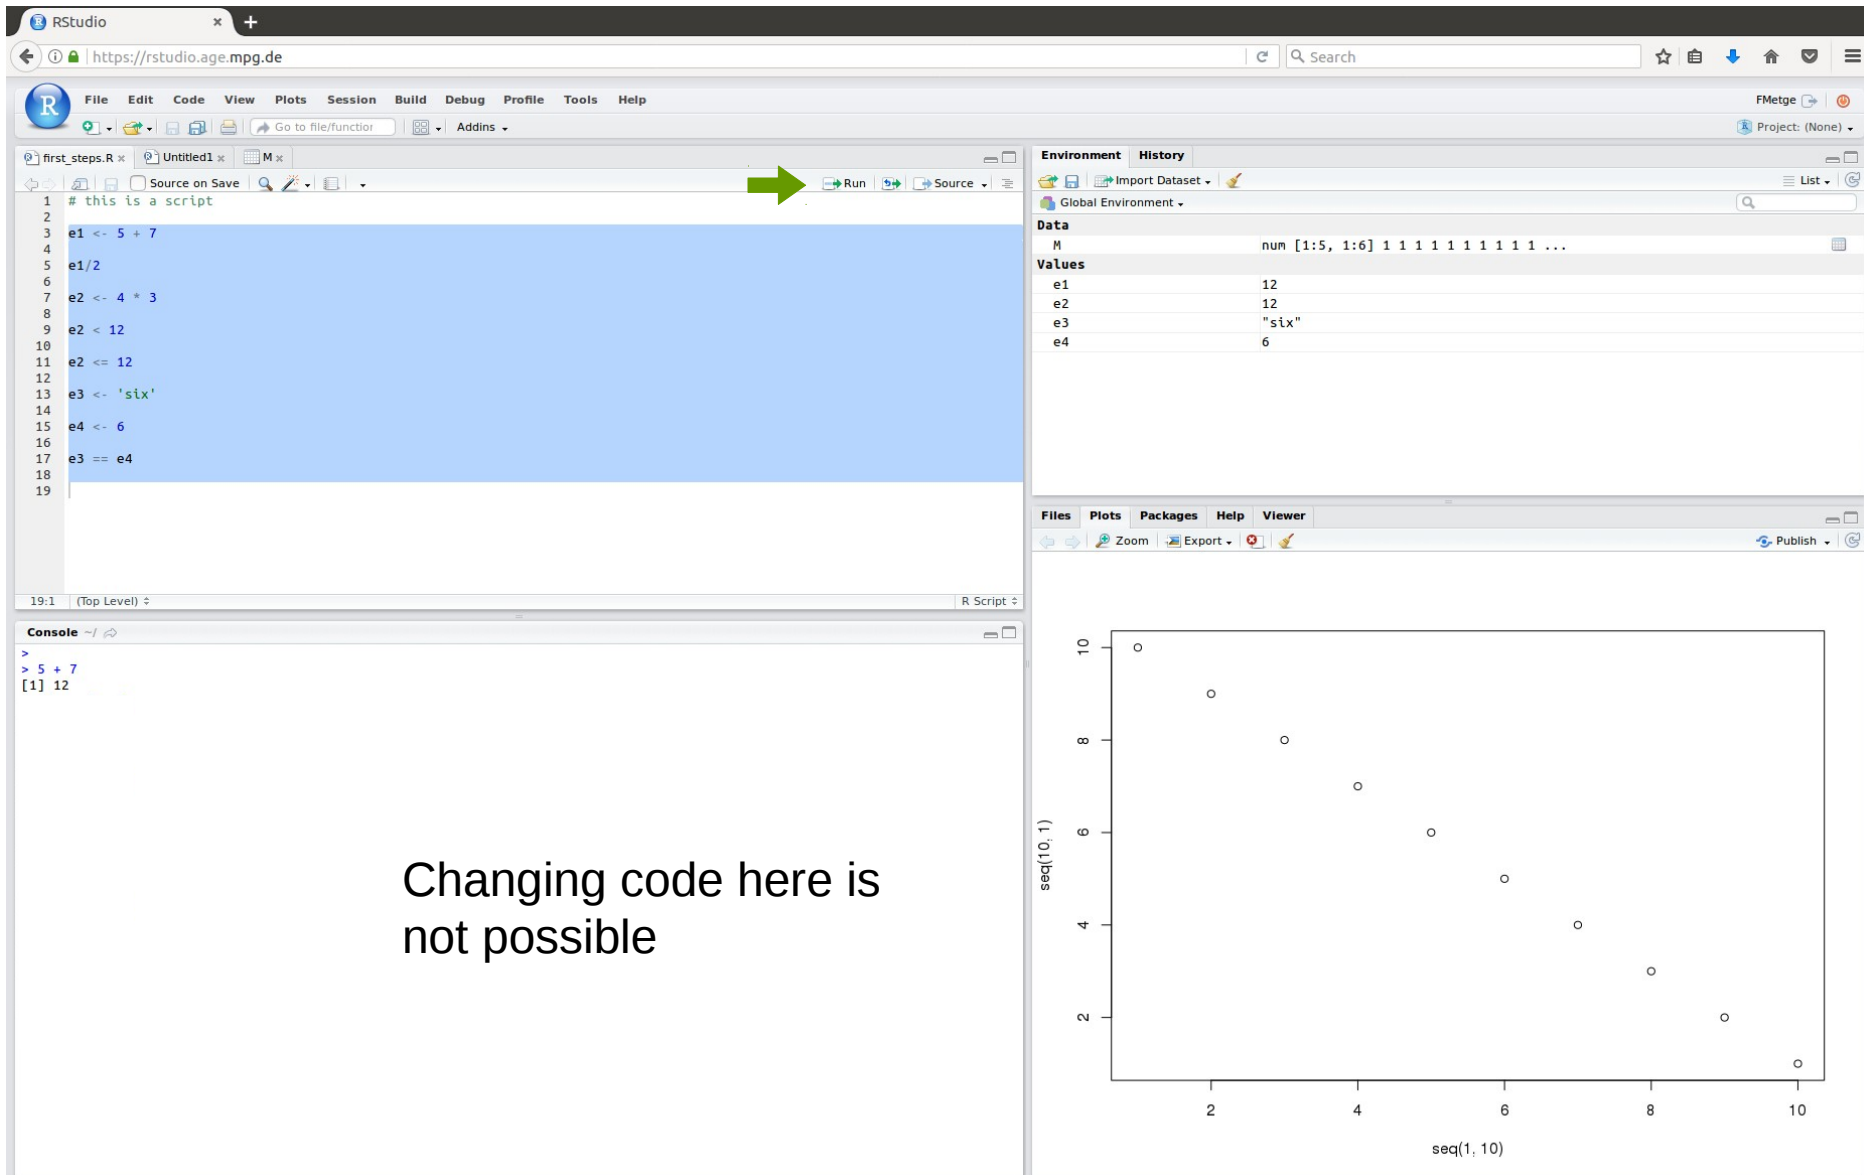 RStudio × +
https://rstudio.age.mpg.de
Search
File Edit Code View Plots Session Build Debug Profile Tools Help
FMetge
Go to file/function
Addins
Project: (None)
first_steps.R × Untitled1 × M ×
Source on Save
Run
Source
1 # this is a script
2
3 e1 <- 5 + 7
4
5 e1/2
6
7 e2 <- 4 * 3
8
9 e2 < 12
10
11 e2 <= 12
12
13 e3 <- 'six'
14
15 e4 <- 6
16
17 e3 == e4
18
19
19:1 (Top Level) R Script
Console ~/
>
> 5 + 7
[1] 12
Changing code here is
not possible
Environment History
Import Dataset
List
Global Environment
Data
M num [1:5, 1:6] 1 1 1 1 1 1 1 1 1 1 ...
Values
e1 12
e2 12
e3 "six"
e4 6
Files Plots Packages Help Viewer
Zoom Export
Publish
10
8
6
4
2
seq(10, 1)
2 4 6 8 10
seq(1, 10)